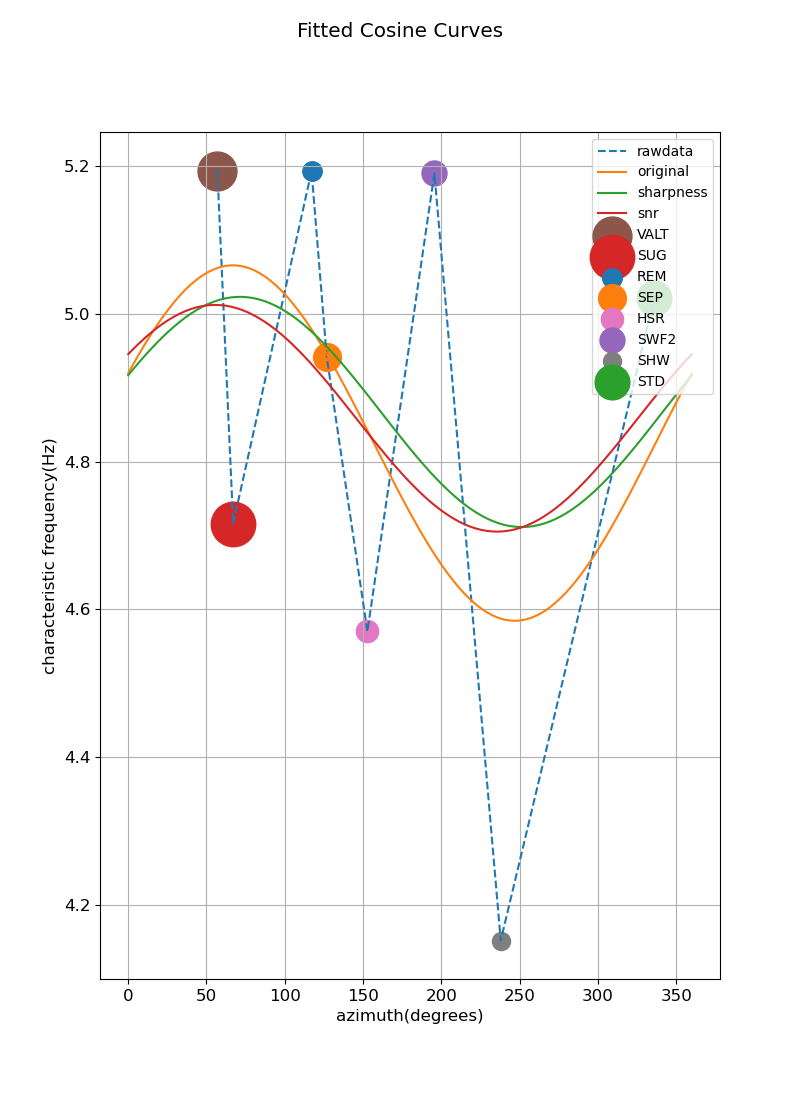 Fitted Cosine Curves
5.2
5.0
4.8
4.6
4.4
4.2
characteristic frequency(Hz)
rawdata
original
sharpness
snr
VALT
SUG
REM
SEP
HSR
SWF2
SHW
STD
0 50 100 150 200 250 300 350
azimuth(degrees)